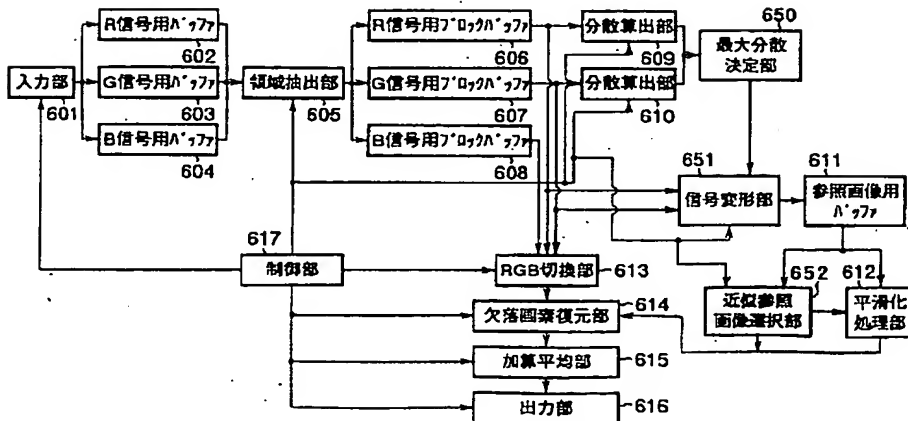 R信号用バッファ
602
R信号用ブロックバッファ
606
分散算出部
609
650
最大分散
決定部
入力部
601
G信号用バッファ
603
領域抽出部
605
G信号用ブロックバッファ
607
分散算出部
610
B信号用バッファ
604
B信号用ブロックバッファ
608
651
信号変形部
611
参照画像用
バッファ
617
制御部
RGB切換部
613
652
近似参照
画像選択部
612
平滑化
処理部
欠落画素復元部
614
加算平均部
615
出力部
616